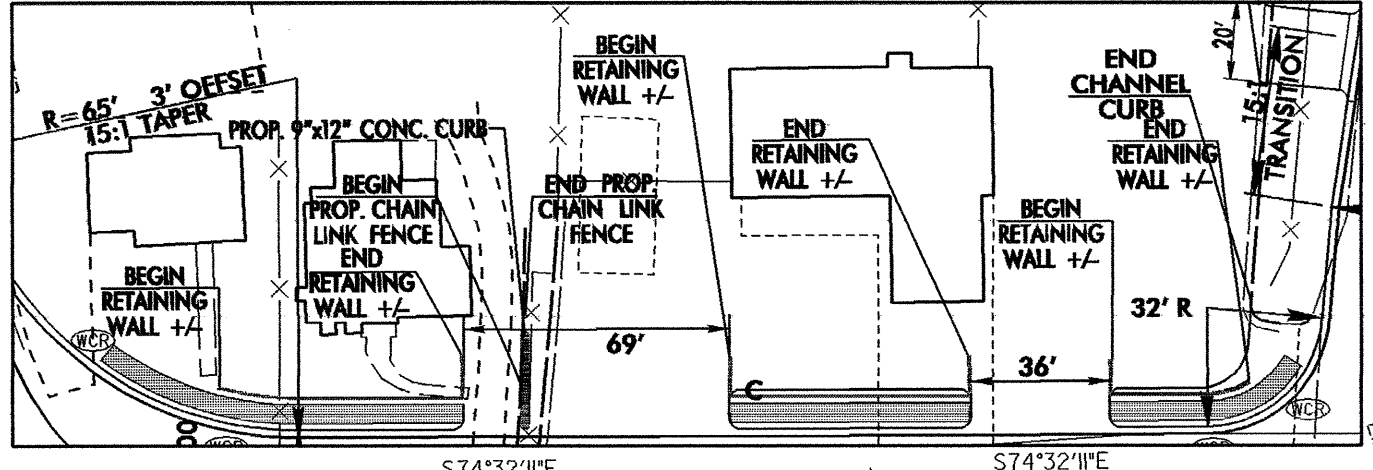 R=65' 3' OFFSET
15:1 TAPER
PROP. 9"x12" CONC. CURB
BEGIN
RETAINING
WALL +/-
BEGIN
PROP. CHAIN
LINK FENCE
END
RETAINING
WALL +/-
END PROP.
CHAIN LINK
FENCE
BEGIN
RETAINING
WALL +/-
69'
END
RETAINING
WALL +/-
C
BEGIN
RETAINING
WALL +/-
36'
END
CHANNEL
CURB
END
RETAINING
WALL +/-
20'
15:1
TRANSITION
32' R
WCR
WCR
WCR
WCR
S74°32'11"E
S74°32'11"E